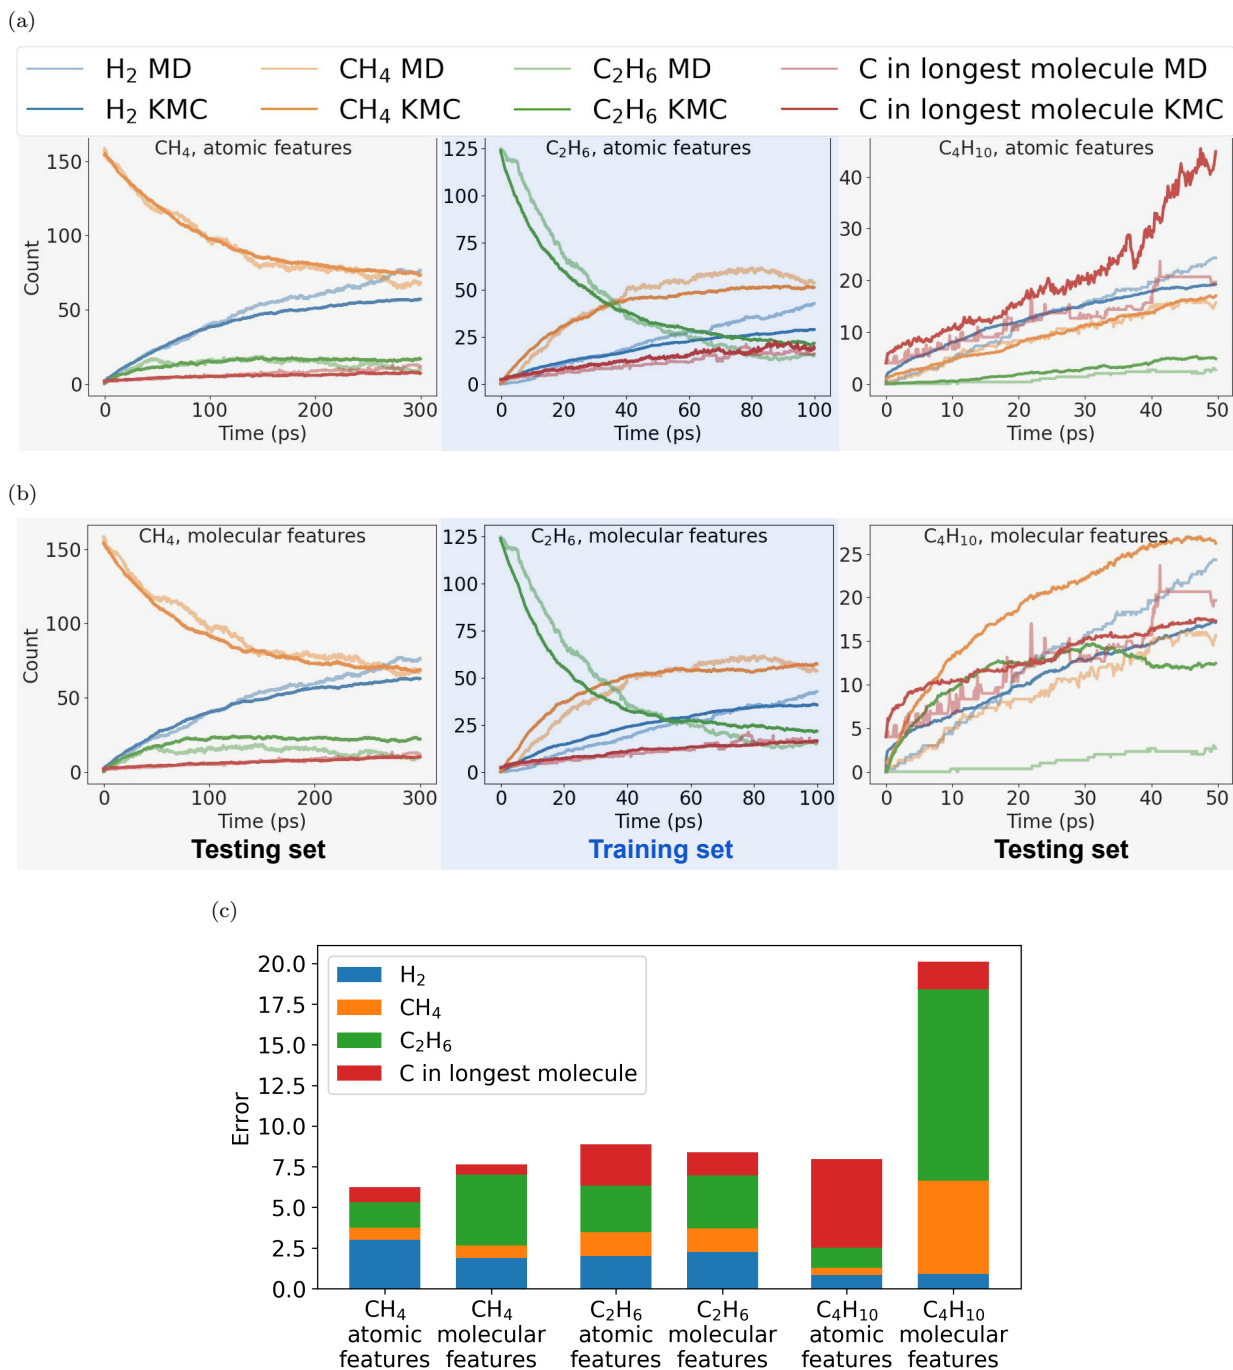 (a)
H2 MD CH4 MD C2H6 MD C in longest molecule MD
H2 KMC CH4 KMC C2H6 KMC C in longest molecule KMC
CH4, atomic features
150
100
50
0
Count
0 100 200 300
Time (ps)
C2H6, atomic features
125
100
75
50
25
0
0 20 40 60 80 100
Time (ps)
C4H10, atomic features
40
30
20
10
0
0 10 20 30 40 50
Time (ps)
(b)
CH4, molecular features
150
100
50
0
Count
0 100 200 300
Time (ps)
Testing set
C2H6, molecular features
125
100
75
50
25
0
0 20 40 60 80 100
Time (ps)
Training set
C4H10, molecular features
25
20
15
10
5
0
0 10 20 30 40 50
Time (ps)
Testing set
(c)
20.0
17.5
15.0
12.5
10.0
7.5
5.0
2.5
0.0
Error
H2
CH4
C2H6
C in longest molecule
CH4
atomic
features
CH4
molecular
features
C2H6
atomic
features
C2H6
molecular
features
C4H10
atomic
features
C4H10
molecular
features